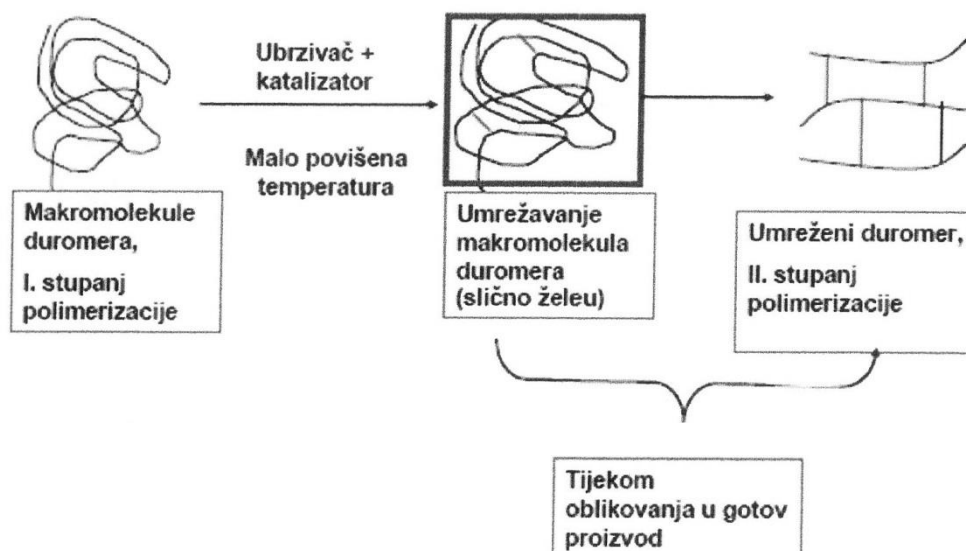 Ubrzivač +
katalizator
Malo povišena
temperatura
Makromolekule
duromera,
I. stupanj
polimerizacije
Umrežavanje
makromolekula
duromera
(slično želeu)
Umreženi duromer,
II. stupanj
polimerizacije
Tijekom
oblikovanja u gotov
proizvod